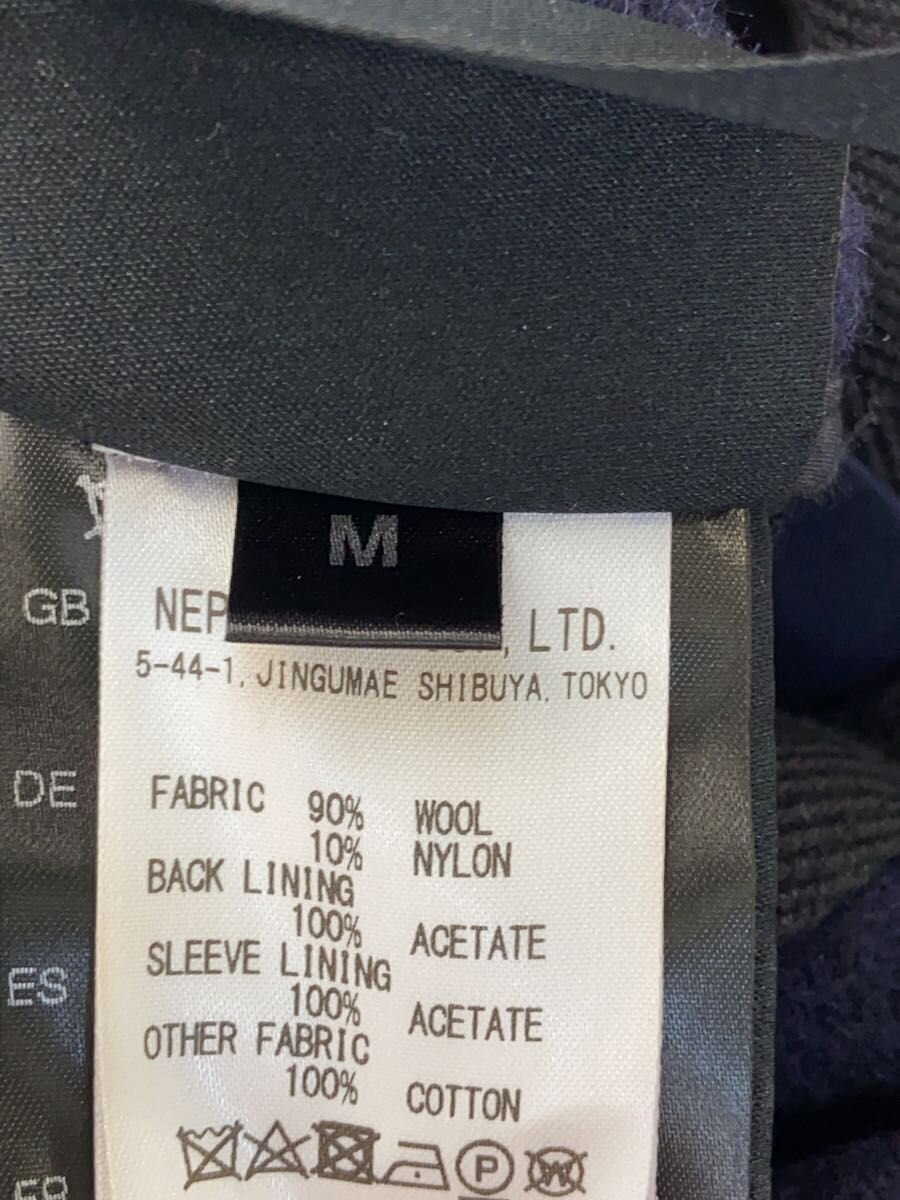 M
GB
NEP , LTD.
5-44-1, JINGUMAE SHIBUYA, TOKYO
DE
FABRIC 90% WOOL
10% NYLON
BACK LINING
100% ACETATE
ES
SLEEVE LINING
100% ACETATE
OTHER FABRIC
100% COTTON
P
W
FR